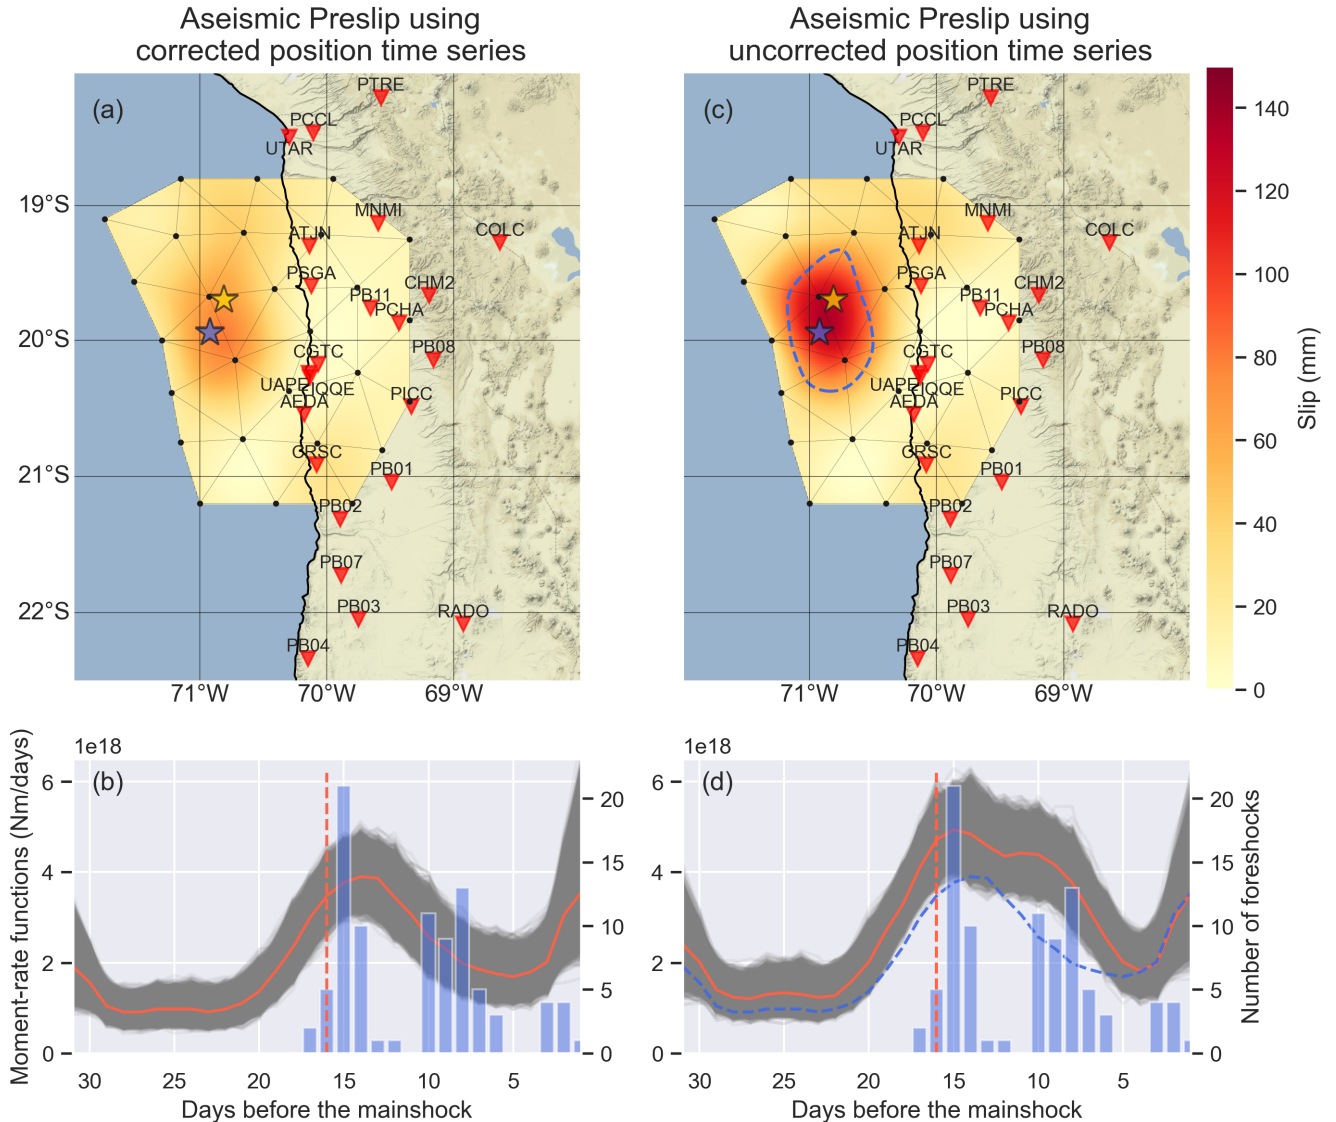 Aseismic Preslip using
corrected position time series
Aseismic Preslip using
uncorrected position time series
(a)
PTRE
PCCL
UTAR
MNMI
ATJN
COLC
PSGA
CHM2
PB11
PCHA
CGTC
PB08
UAPE
IQQE
AEDA
PICC
CRSC
PB01
PB02
PB07
PB03
RADO
PB04
19°S
20°S
21°S
22°S
71°W
70°W
69°W
(c)
PTRE
PCCL
UTAR
MNMI
ATJN
COLC
PSGA
CHM2
PB11
PCHA
CGTC
PB08
UAPE
IQQE
AEDA
PICC
CRSC
PB01
PB02
PB07
PB03
RADO
PB04
71°W
70°W
69°W
140
120
100
80
60
40
20
0
Slip (mm)
1e18
(b)
Moment-rate functions (Nm/days)
6
4
2
0
20
15
10
5
0
30
25
20
15
10
5
Days before the mainshock
1e18
(d)
6
4
2
0
20
15
10
5
0
Number of foreshocks
30
25
20
15
10
5
Days before the mainshock